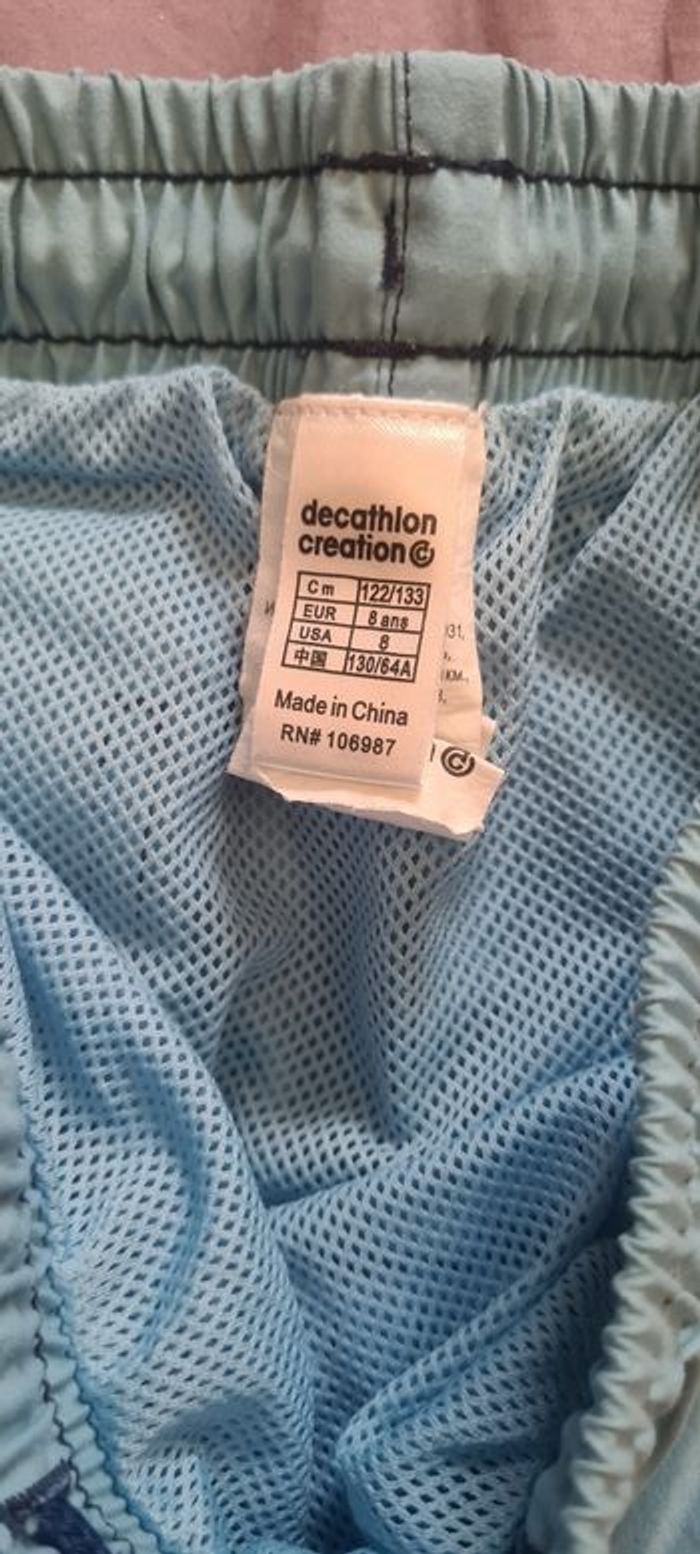 decathlon
creation
Cm 122/133
EUR 8 ans
USA 8
中国 130/64A
Made in China
RN# 106987